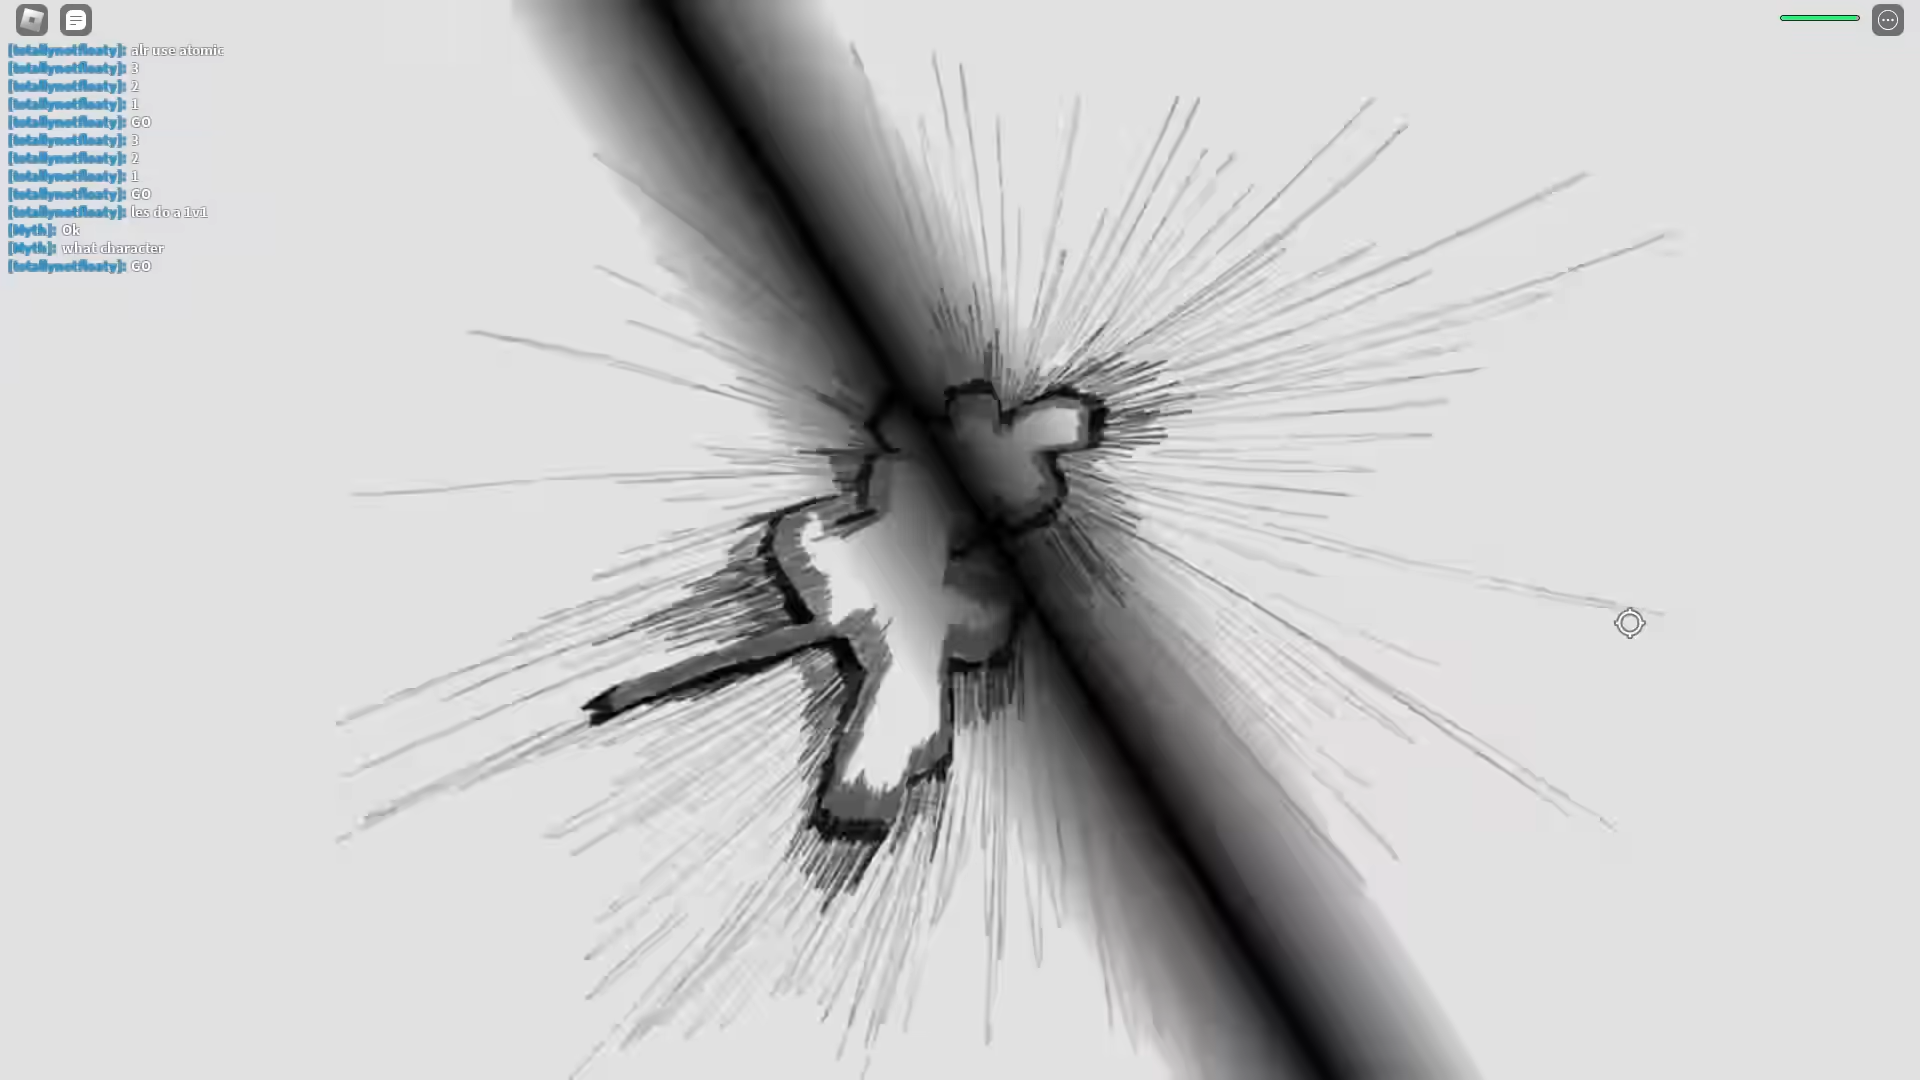 [totallynotfloaty]: alr use atomic
[totallynotfloaty]: 3
[totallynotfloaty]: 2
[totallynotfloaty]: 1
[totallynotfloaty]: GO
[totallynotfloaty]: 3
[totallynotfloaty]: 2
[totallynotfloaty]: 1
[totallynotfloaty]: GO
[totallynotfloaty]: les do a 1v1
[Myth]: Ok
[Myth]: what character
[totallynotfloaty]: GO